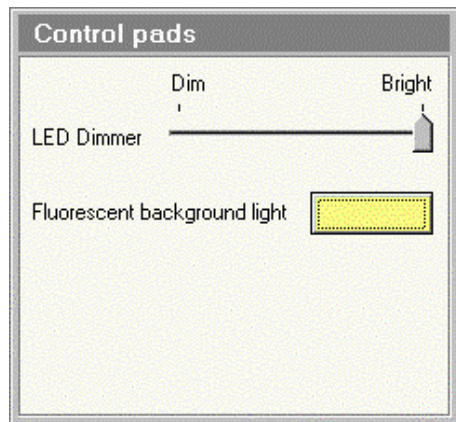 Control pads
Dim Bright
LED Dimmer
Fluorescent background light